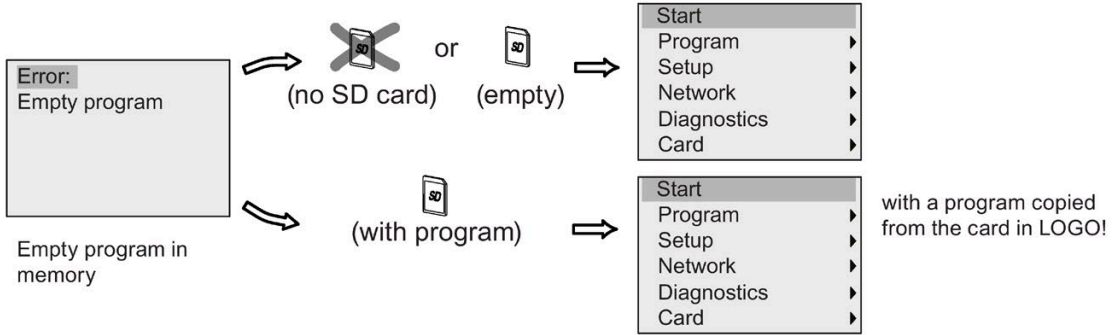 Error:
Empty program
Empty program in
memory
SD
or
SD
(no SD card)
(empty)
Start
Program
Setup
Network
Diagnostics
Card
SD
(with program)
Start
Program
Setup
Network
Diagnostics
Card
with a program copied
from the card in LOGO!